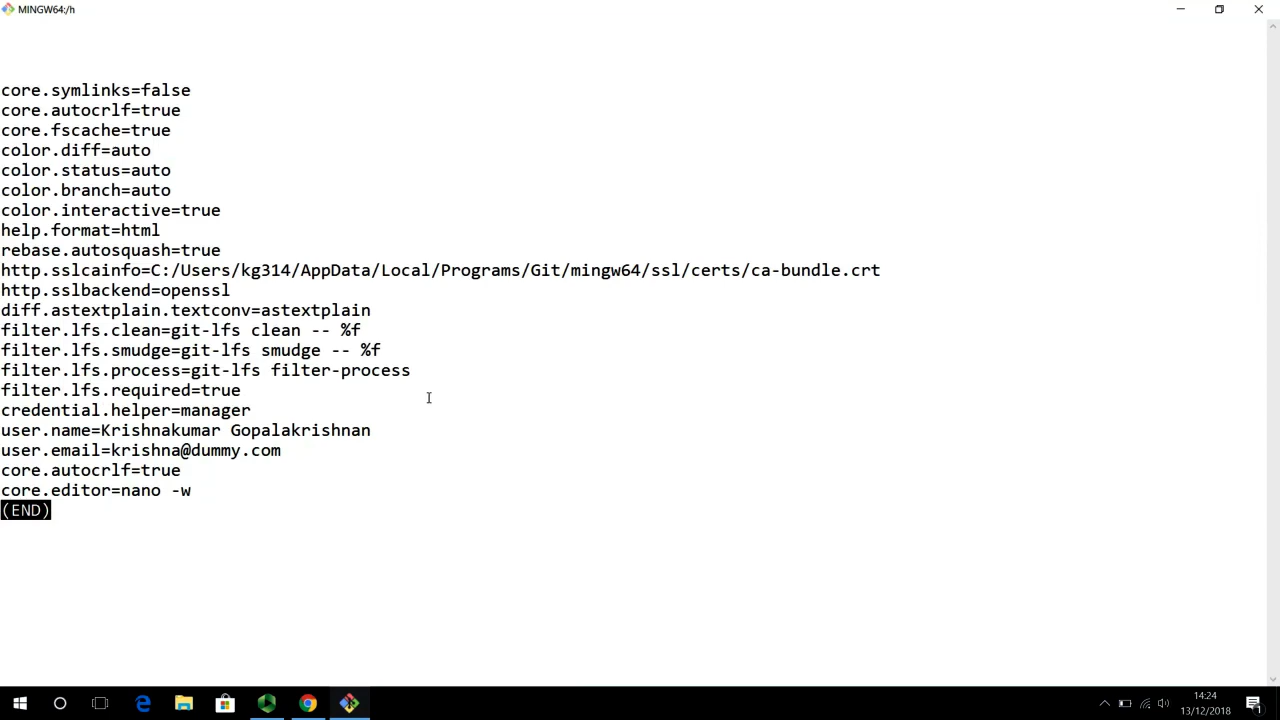 MINGW64:/h
core.symlinks=false
core.autocrlf=true
core.fscache=true
color.diff=auto
color.status=auto
color.branch=auto
color.interactive=true
help.format=html
rebase.autosquash=true
http.sslcainfo=C:/Users/kg314/AppData/Local/Programs/Git/mingw64/ssl/certs/ca-bundle.crt
http.sslbackend=openssl
diff.astextplain.textconv=astextplain
filter.lfs.clean=git-lfs clean -- %f
filter.lfs.smudge=git-lfs smudge -- %f
filter.lfs.process=git-lfs filter-process
filter.lfs.required=true
credential.helper=manager
user.name=Krishnakumar Gopalakrishnan
user.email=krishna@dummy.com
core.autocrlf=true
core.editor=nano -w
(END)
14:24
13/12/2018
1